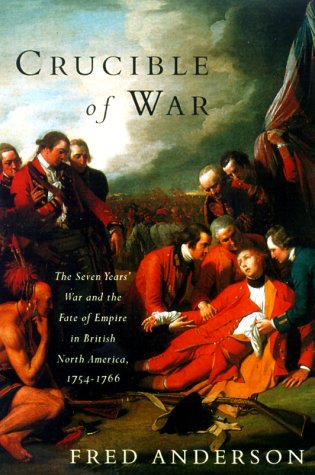 CRUCIBLE
of WAR
The Seven Years'
War and the
Fate of Empire
in British
North America,
1754-1766
FRED ANDERSON